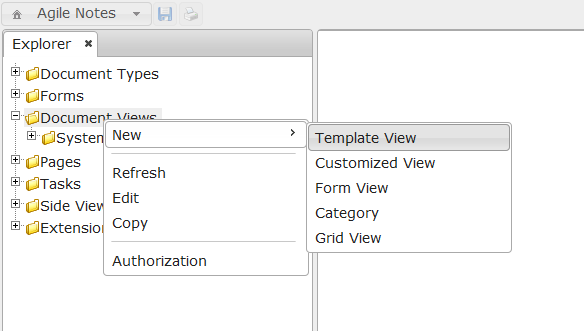 Agile Notes
Explorer
Document Types
Forms
Document Views
System
New
Template View
Customized View
Pages
Refresh
Form View
Tasks
Edit
Category
Side View
Copy
Grid View
Extension
Authorization